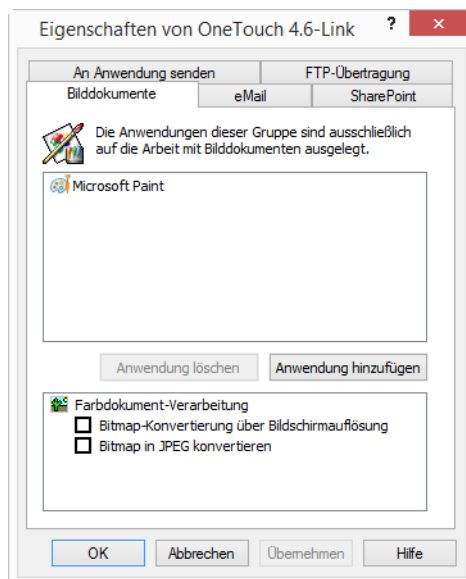 Eigenschaften von OneTouch 4.6-Link ? ×
An Anwendung senden FTP-Übertragung
Bilddokumente eMail SharePoint
Die Anwendungen dieser Gruppe sind ausschließlich
auf die Arbeit mit Bilddokumenten ausgelegt.
Microsoft Paint
Anwendung löschen Anwendung hinzufügen
Farbdokument-Verarbeitung
Bitmap-Konvertierung über Bildschirmauflösung
Bitmap in JPEG konvertieren
OK Abbrechen Übernehmen Hilfe